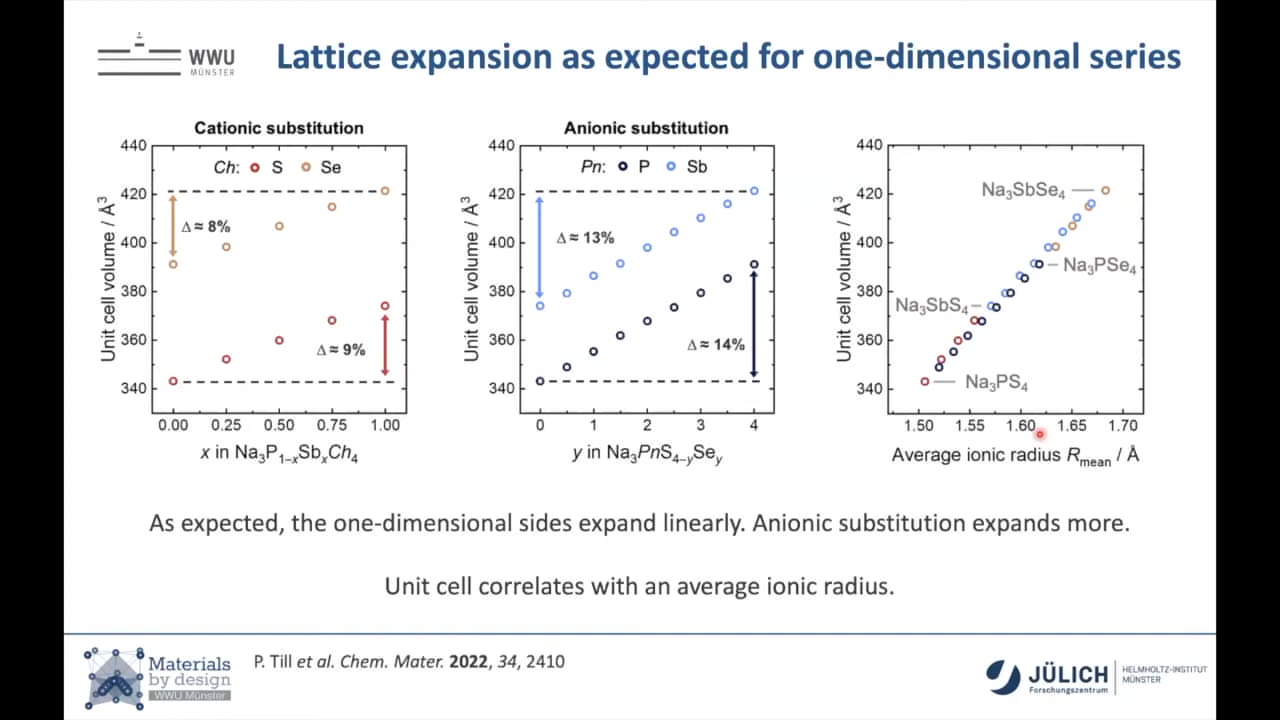 WWU
MÜNSTER
Lattice expansion as expected for one-dimensional series
Cationic substitution
Ch: S Se
Δ ≈ 8%
Δ ≈ 9%
440
420
400
380
360
340
Unit cell volume / Å³
0.00 0.25 0.50 0.75 1.00
x in Na₃P₁₋ₓSbₓCh₄
Anionic substitution
Pn: P Sb
Δ ≈ 13%
Δ ≈ 14%
440
420
400
380
360
340
Unit cell volume / Å³
0 1 2 3 4
y in Na₃PnS₄₋ySey
440
420
400
380
360
340
Unit cell volume / Å³
Na₃SbSe₄
Na₃PSe₄
Na₃SbS₄
Na₃PS₄
1.50 1.55 1.60 1.65 1.70
Average ionic radius Rmean / Å
As expected, the one-dimensional sides expand linearly. Anionic substitution expands more.
Unit cell correlates with an average ionic radius.
Materials
by design
WWU Münster
P. Till et al. Chem. Mater. 2022, 34, 2410
JÜLICH
Forschungszentrum
HELMHOLTZ-INSTITUT
MÜNSTER